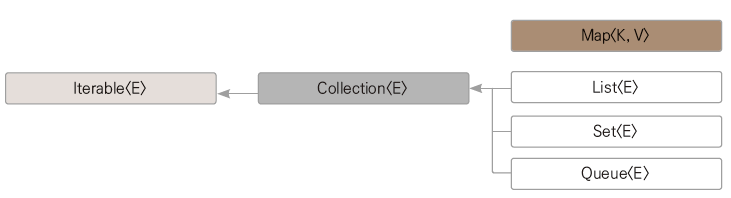 Map〈K, V〉
Iterable〈E〉
Collection〈E〉
List〈E〉
Set〈E〉
Queue〈E〉